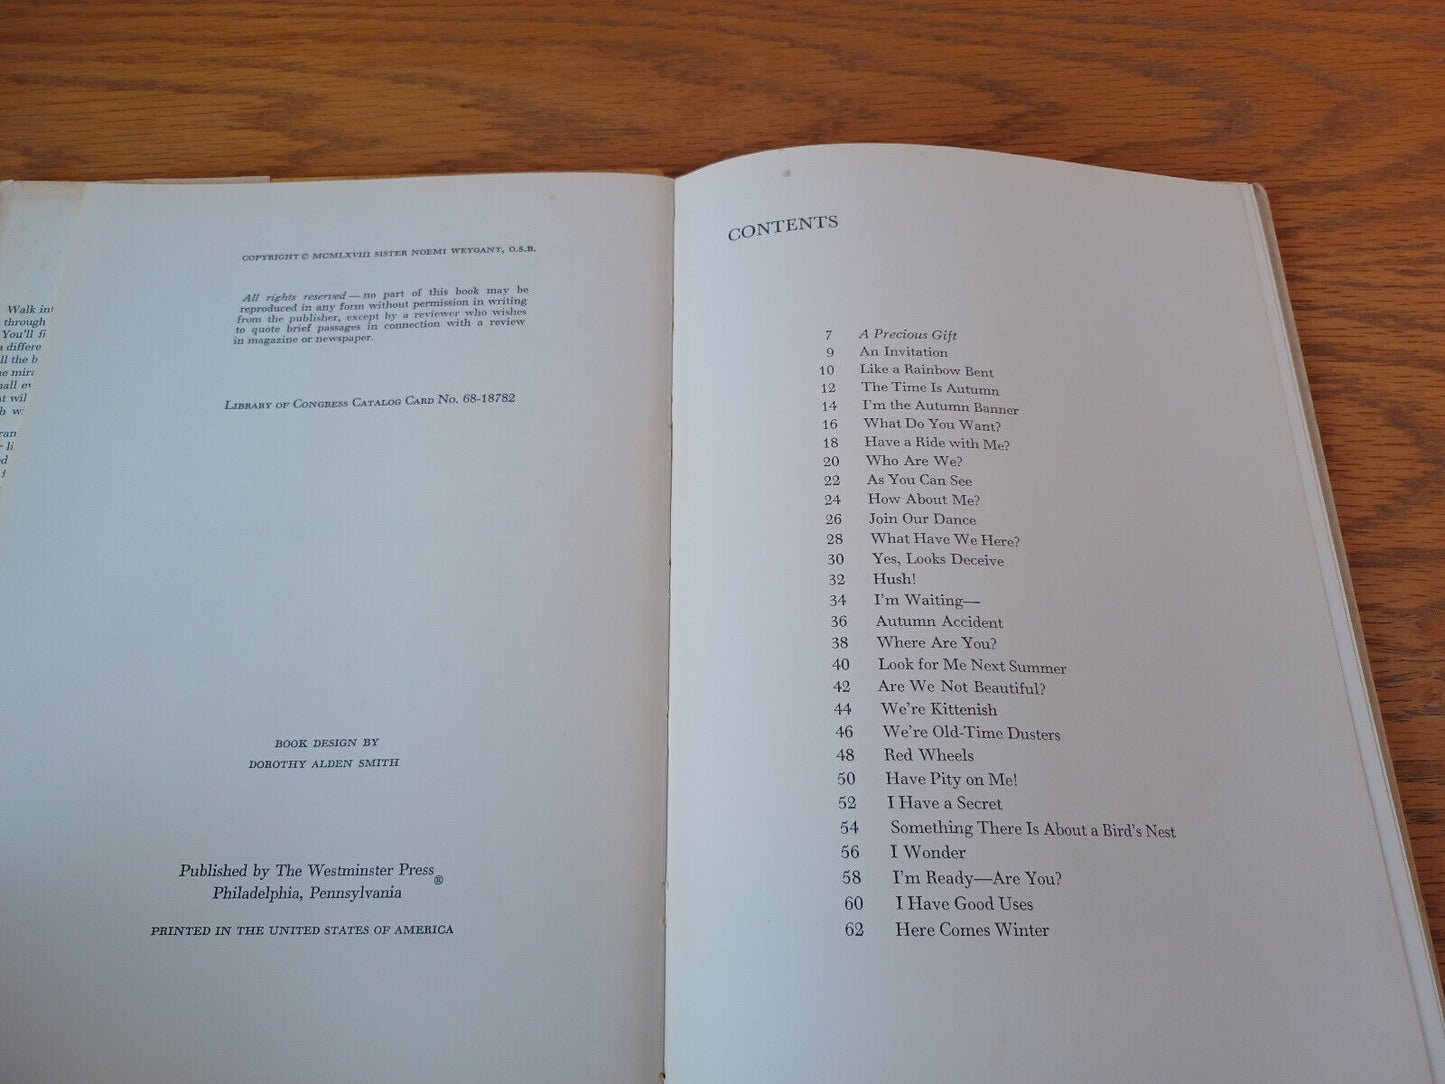 Walk
through
You'll
all the
COPYRIGHT © MCMLXVIII SISTER NOEMI WEYGANT, O.S.B.
All rights reserved — no part of this book may be
reproduced in any form without permission in writing
from the publisher, except by a reviewer who wishes
to quote brief passages in connection with a review
in magazine or newspaper.
LIBRARY OF CONGRESS CATALOG CARD NO. 68-18782
BOOK DESIGN BY
DOROTHY ALDEN SMITH
Published by The Westminster Press®
Philadelphia, Pennsylvania
PRINTED IN THE UNITED STATES OF AMERICA
CONTENTS
7 A Precious Gift
9 An Invitation
10 Like a Rainbow Bent
12 The Time Is Autumn
14 I'm the Autumn Banner
16 What Do You Want?
18 Have a Ride with Me?
20 Who Are We?
22 As You Can See
24 How About Me?
26 Join Our Dance
28 What Have We Here?
30 Yes, Looks Deceive
32 Hush!
34 I'm Waiting—
36 Autumn Accident
38 Where Are You?
40 Look for Me Next Summer
42 Are We Not Beautiful?
44 We're Kittenish
46 We're Old-Time Dusters
48 Red Wheels
50 Have Pity on Me!
52 I Have a Secret
54 Something There Is About a Bird's Nest
56 I Wonder
58 I'm Ready—Are You?
60 I Have Good Uses
62 Here Comes Winter